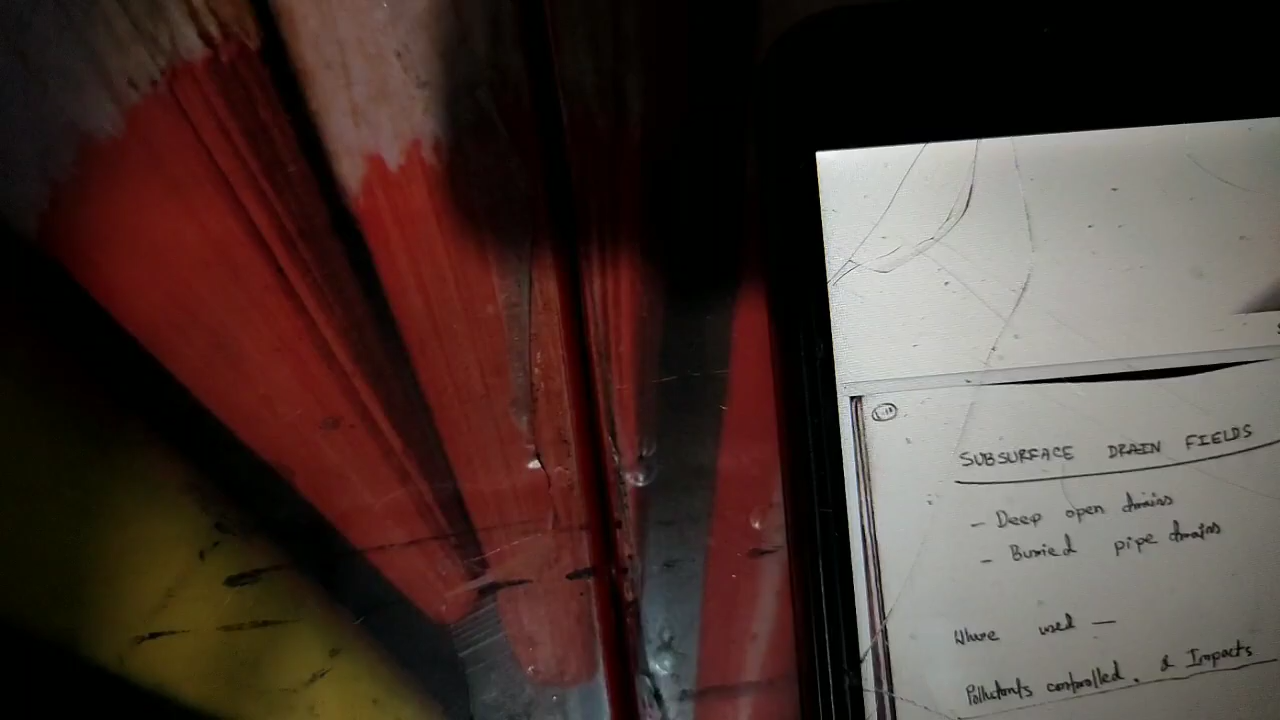 SUBSURFACE DRAIN FIELDS
- Deep open drains
- Buried pipe drains
Where used —
Pollutants controlled, & Impacts